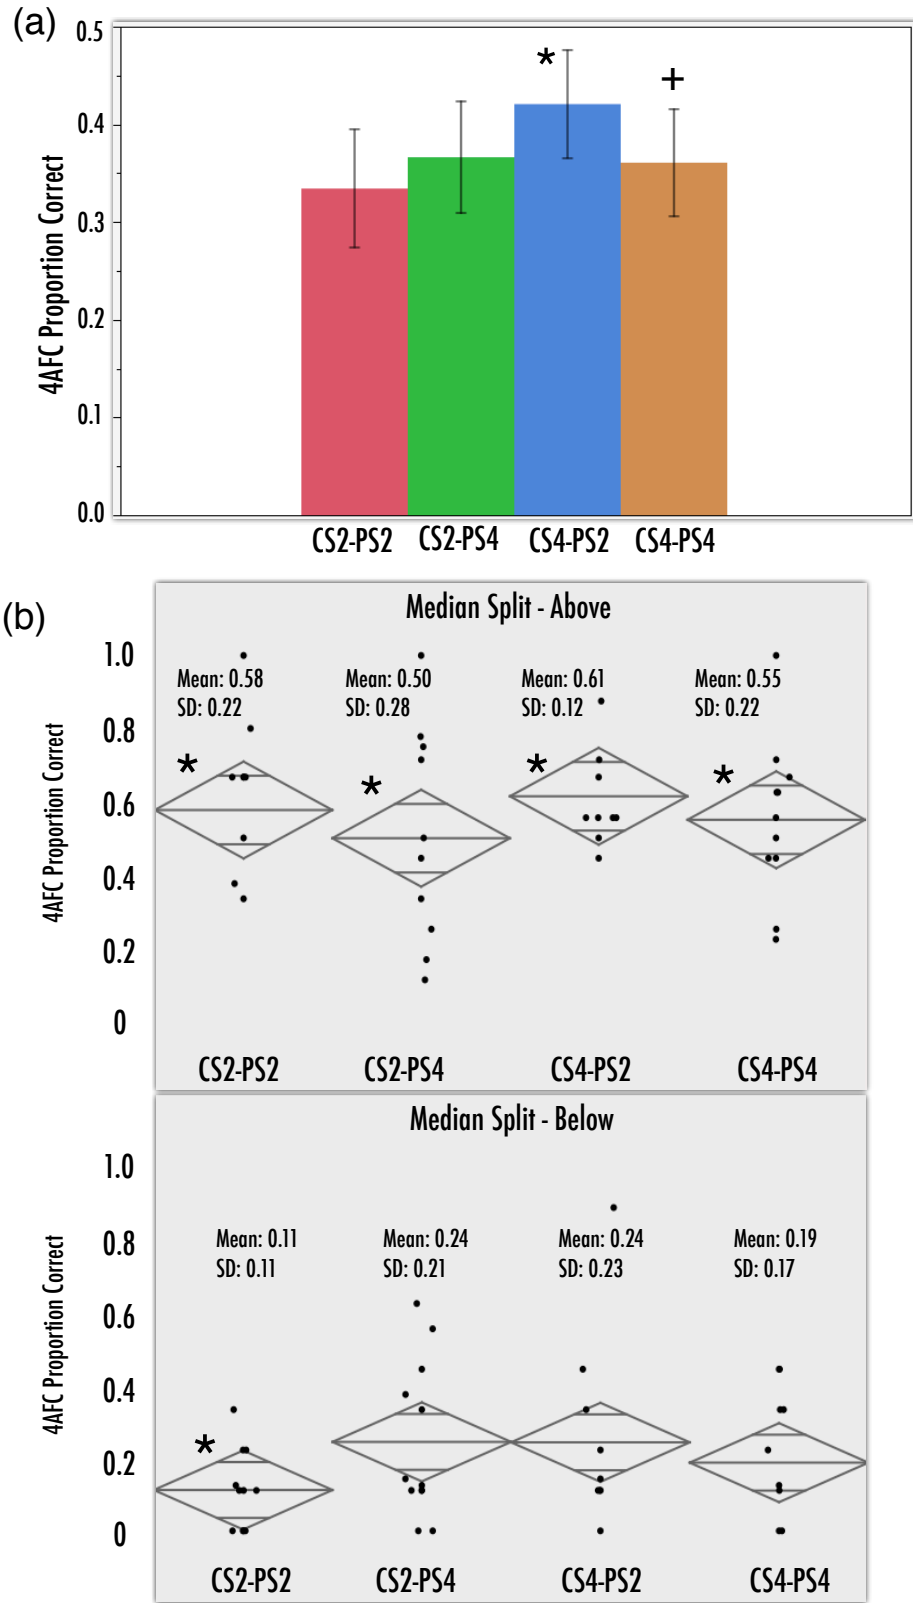 (a)
4AFC Proportion Correct
0.5
0.4
0.3
0.2
0.1
0.0
*
+
CS2-PS2 CS2-PS4 CS4-PS2 CS4-PS4
(b)
Median Split - Above
4AFC Proportion Correct
1.0
0.8
0.6
0.4
0.2
0
Mean: 0.58
SD: 0.22
*
Mean: 0.50
SD: 0.28
*
Mean: 0.61
SD: 0.12
*
Mean: 0.55
SD: 0.22
*
CS2-PS2 CS2-PS4 CS4-PS2 CS4-PS4
Median Split - Below
4AFC Proportion Correct
1.0
0.8
0.6
0.4
0.2
0
Mean: 0.11
SD: 0.11
*
Mean: 0.24
SD: 0.21
Mean: 0.24
SD: 0.23
Mean: 0.19
SD: 0.17
CS2-PS2 CS2-PS4 CS4-PS2 CS4-PS4